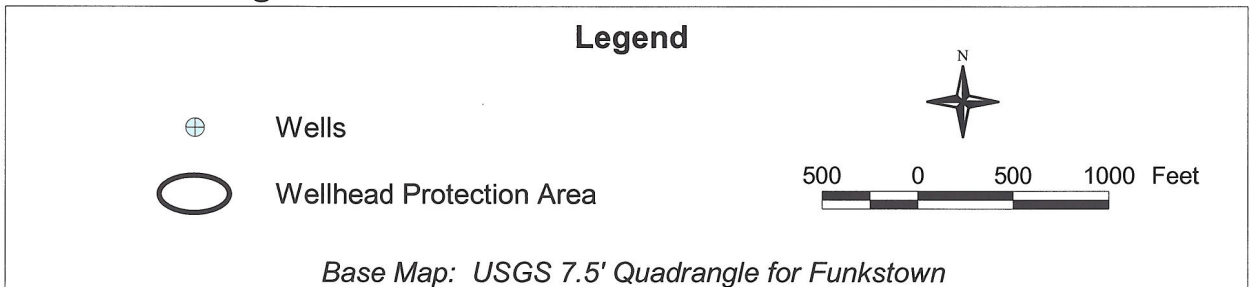 Legend
N
Wells
500 0 500 1000 Feet
Wellhead Protection Area
Base Map: USGS 7.5' Quadrangle for Funkstown